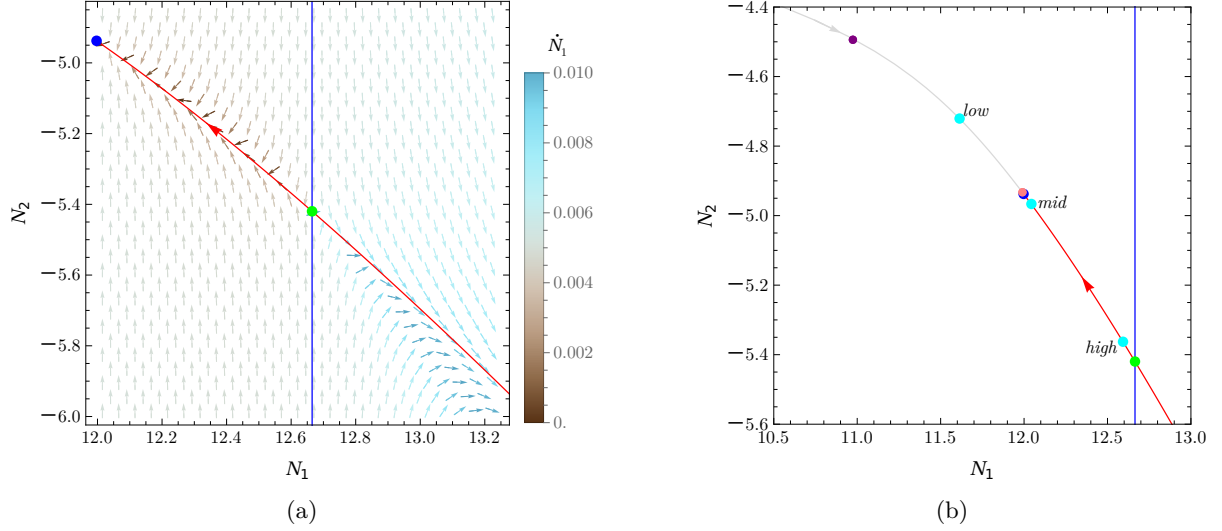 −5.0
−5.2
−5.4
−5.6
−5.8
−6.0
N2
12.0 12.2 12.4 12.6 12.8 13.0 13.2
N1
Ṅ1
0.010
0.008
0.006
0.004
0.002
0.
(a)
−4.4
−4.6
−4.8
−5.0
−5.2
−5.4
−5.6
N2
low
mid
high
10.5 11.0 11.5 12.0 12.5 13.0
N1
(b)